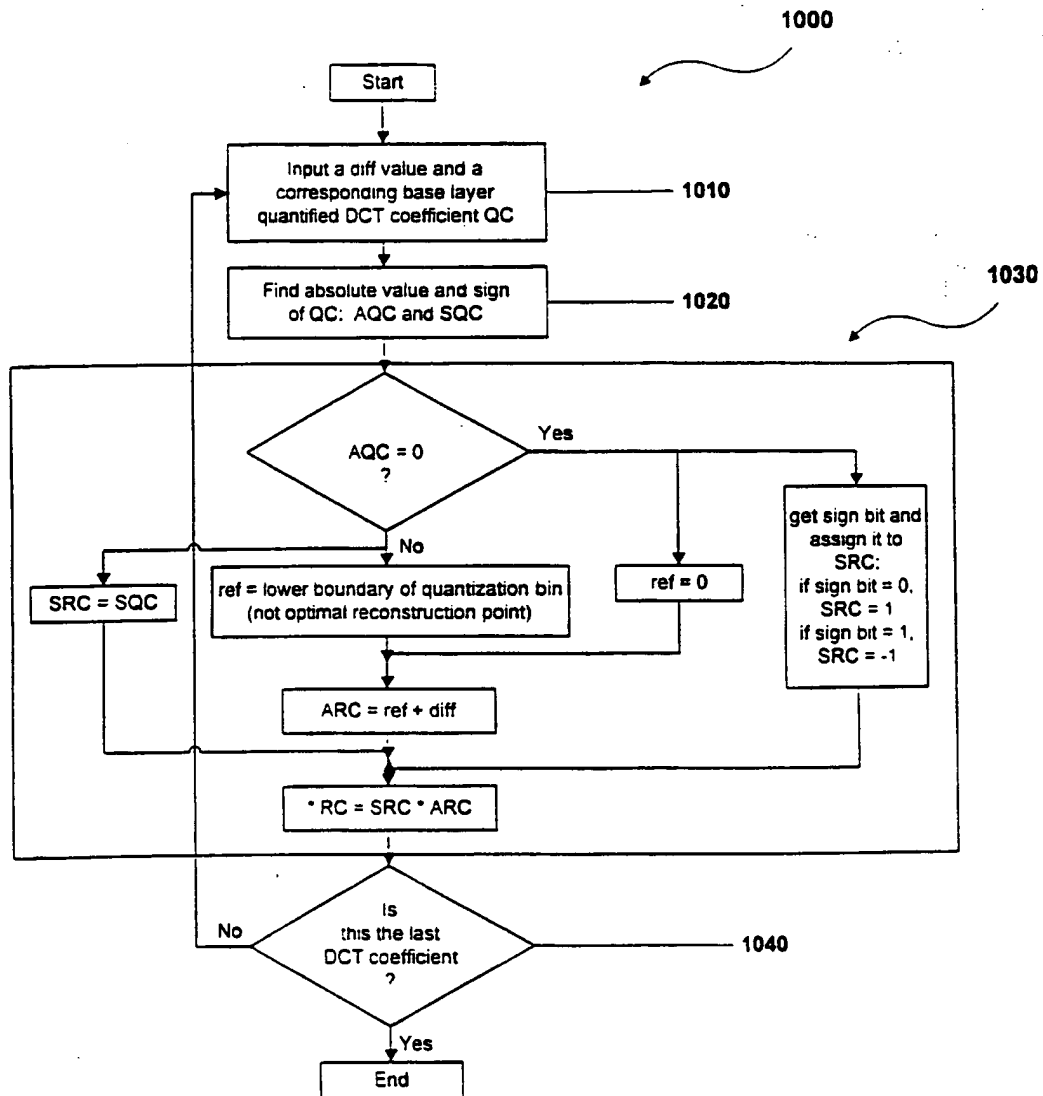 1000
Start
Input a diff value and a
corresponding base layer
quantified DCT coefficient QC
1010
Find absolute value and sign
of QC: AQC and SQC
1020
1030
AQC = 0
?
Yes
No
get sign bit and
assign it to
SRC:
if sign bit = 0,
SRC = 1
if sign bit = 1,
SRC = -1
SRC = SQC
ref = lower boundary of quantization bin
(not optimal reconstruction point)
ref = 0
ARC = ref + diff
* RC = SRC * ARC
Is
this the last
DCT coefficient
?
No
1040
Yes
End